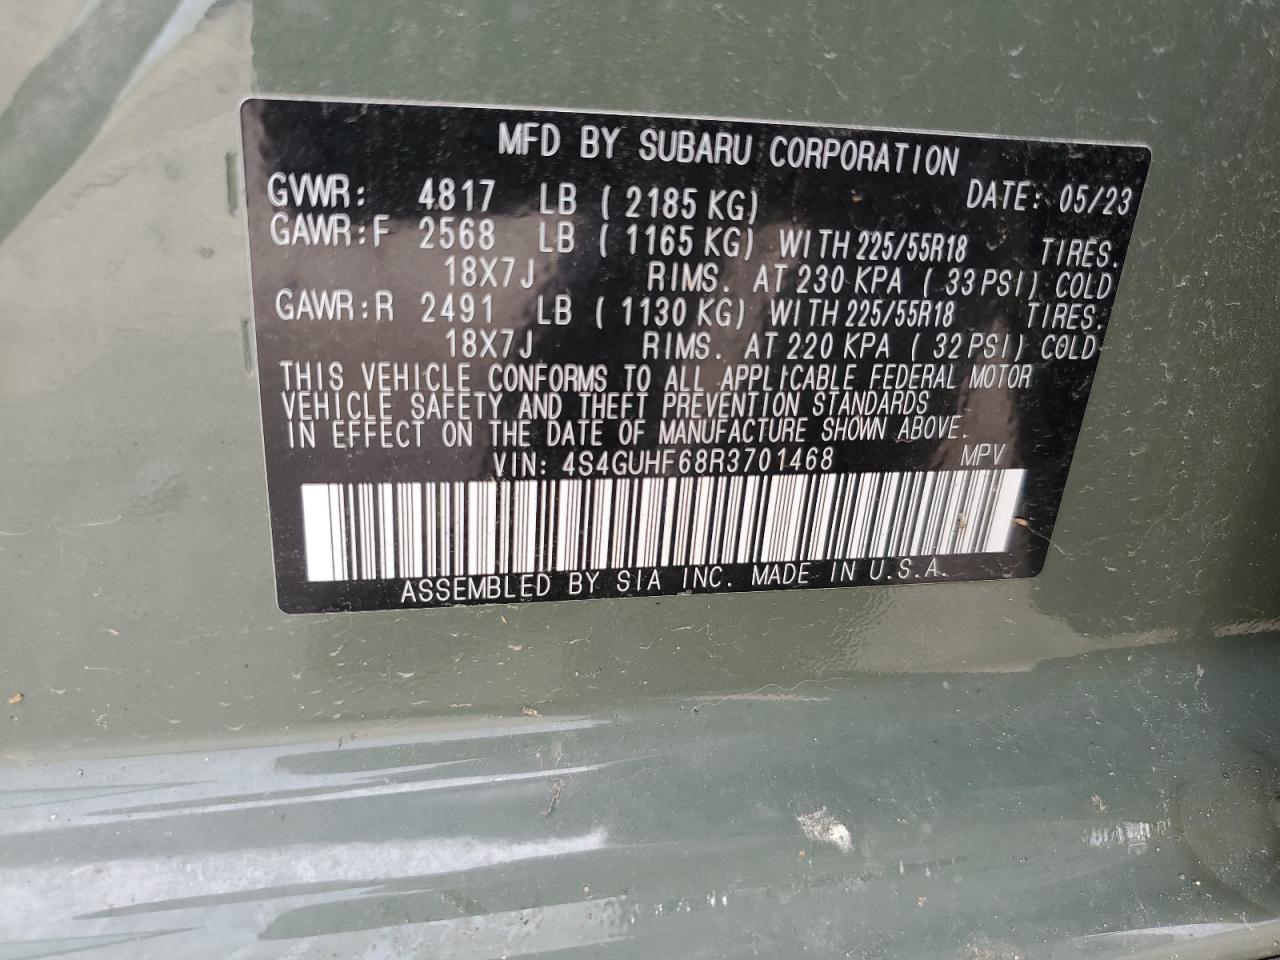 MFD BY SUBARU CORPORATION
GVWR: 4817 LB ( 2185 KG) DATE: 05/23
GAWR:F 2568 LB ( 1165 KG) WITH 225/55R18 TIRES.
18X7J RIMS. AT 230 KPA ( 33 PSI) COLD
GAWR:R 2491 LB ( 1130 KG) WITH 225/55R18 TIRES.
18X7J RIMS. AT 220 KPA ( 32 PSI) COLD
THIS VEHICLE CONFORMS TO ALL APPLICABLE FEDERAL MOTOR
VEHICLE SAFETY AND THEFT PREVENTION STANDARDS
IN EFFECT ON THE DATE OF MANUFACTURE SHOWN ABOVE.
VIN: 4S4GUHF68R3701468 MPV
ASSEMBLED BY SIA INC. MADE IN U.S.A.